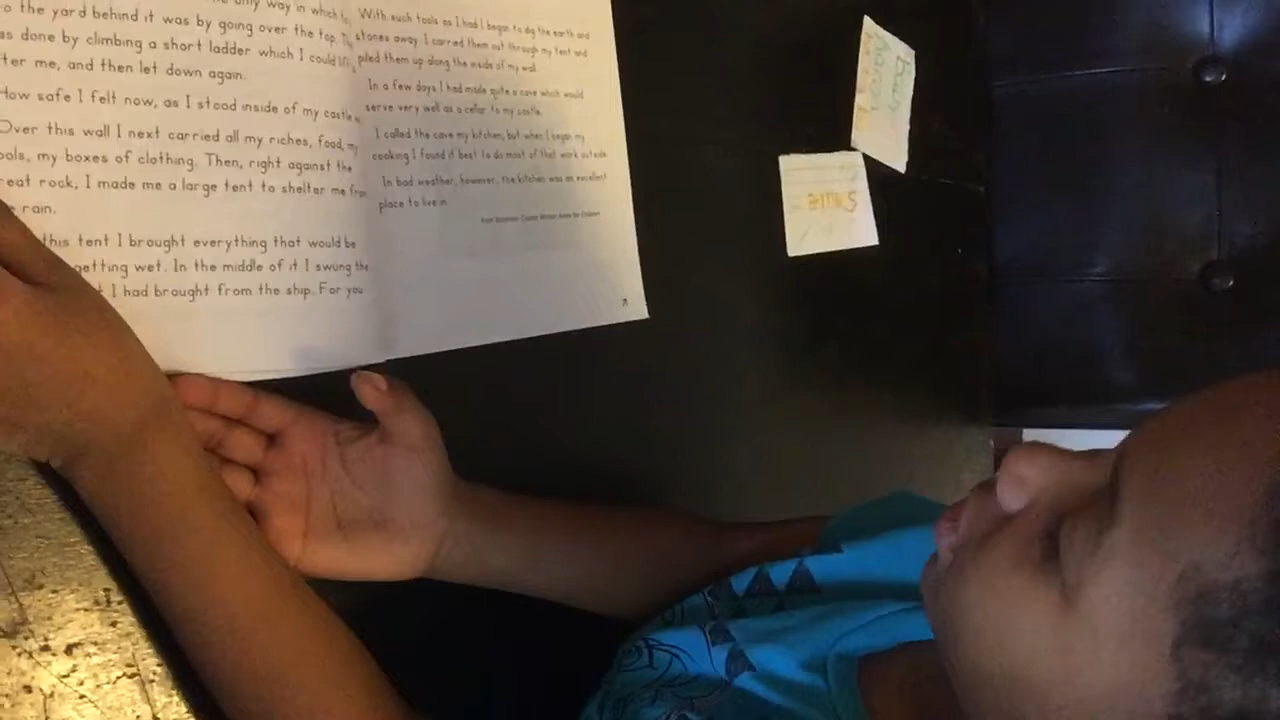 only way in which
the yard behind it was by going over the top.
done by climbing a short ladder which I could
me, and then let down again.
How safe I felt now, as I stood inside of my castle
Over this wall I next carried all my riches, food, my
my boxes of clothing. Then, right against the
rock, I made me a large tent to shelter me
rain.
this tent I brought everything that would be
getting wet. In the middle of it I swung the
I had brought from the ship. For you
With such tools as I had I began to dig the earth and
stones away. I carried them out through my tent and
piled them up along the inside of my wall.
In a few days I had made quite a cave which would
serve very well as a cellar to my castle.
I called the cave my kitchen; but when I began my
cooking I found it best to do most of that work outside.
In bad weather, however, the kitchen was an excellent
place to live in.